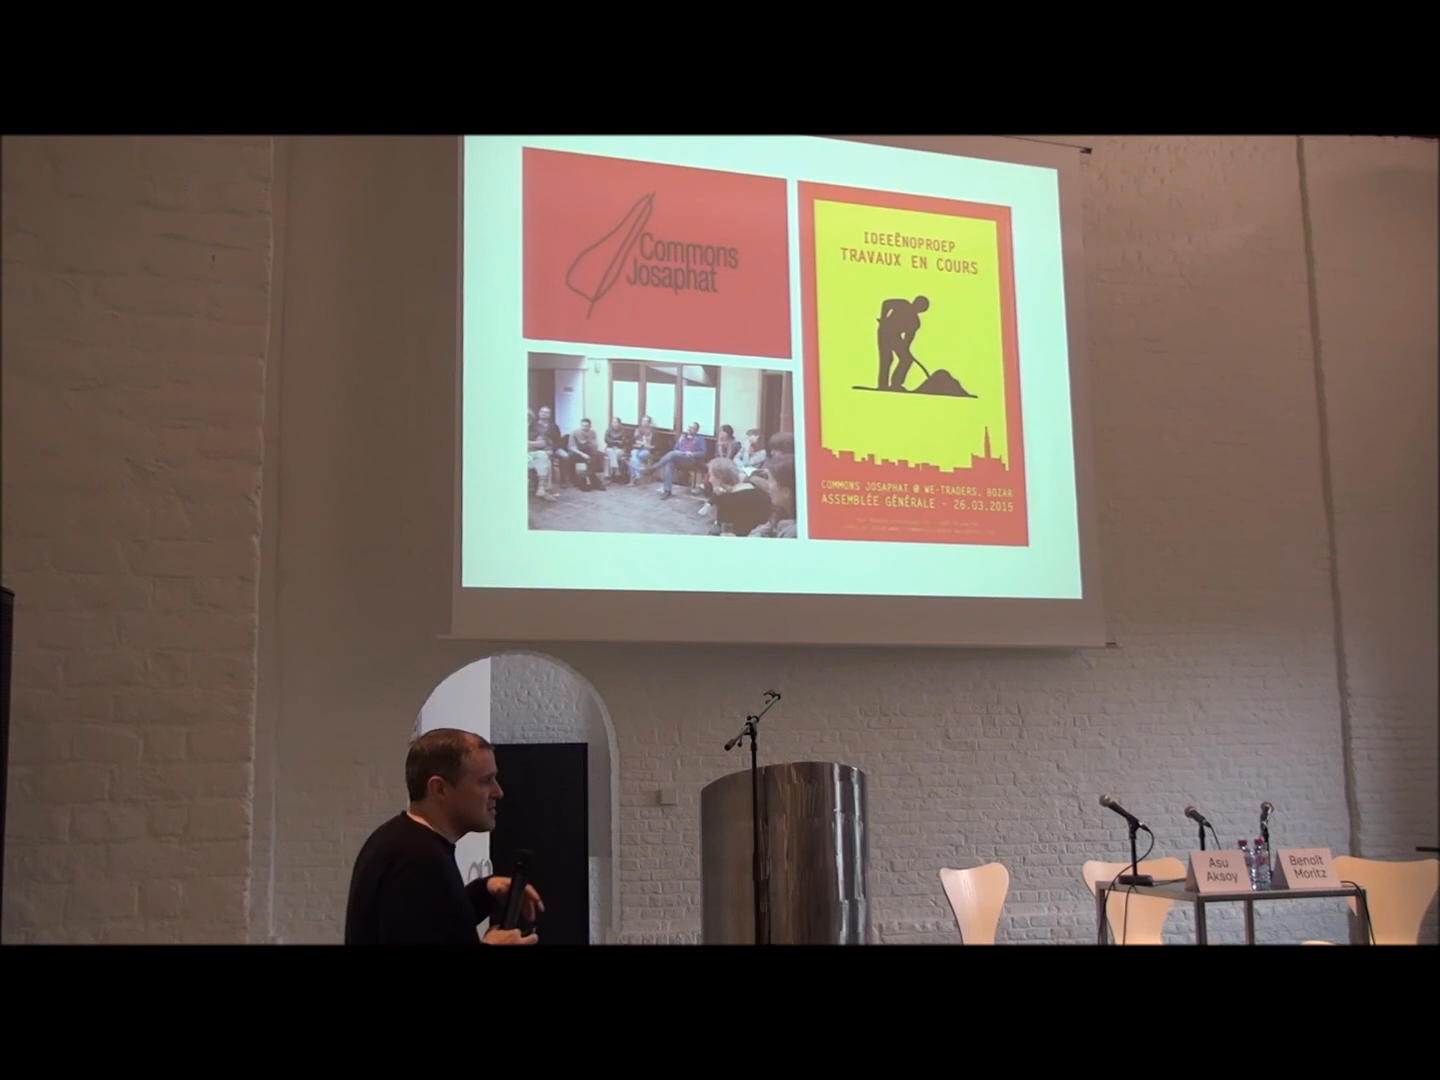 Commons
Josaphat
IDEEËNOPROEP
TRAVAUX EN COURS
COMMONS JOSAPHAT @ WE-TRADERS, BOZAR
ASSEMBLÉE GÉNÉRALE - 26.03.2015
Asu
Aksoy
Benoît
Moritz